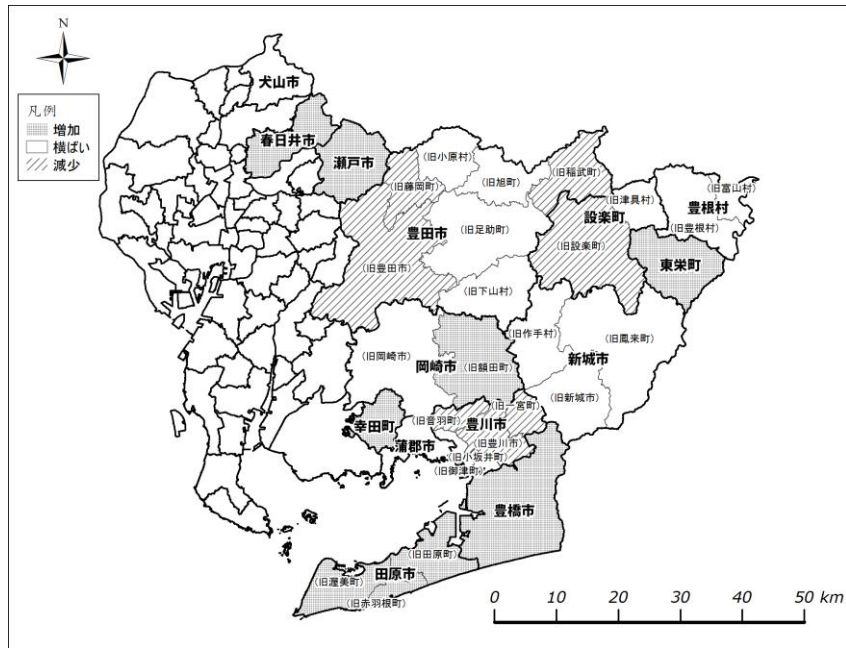 N
凡例
増加
横ばい
減少
犬山市
春日井市
瀬戸市
(旧小原村)
(旧藤岡町)
(旧旭町)
(旧稲武町)
(旧津具村)
(旧富山村)
豊根村
設楽町
(旧豊根村)
豊田市
(旧足助町)
(旧設楽町)
東栄町
(旧豊田市)
(旧下山村)
(旧作手村)
(旧鳳来町)
(旧岡崎市)
岡崎市
(旧額田町)
新城市
(旧新城市)
(旧一宮町)
幸田町
(旧音羽町)
豊川市
蒲郡市
(旧豊川市)
(旧小坂井町)
(旧御津町)
豊橋市
(旧田原町)
田原市
(旧渥美町)
(旧赤羽根町)
0 10 20 30 40 50 km